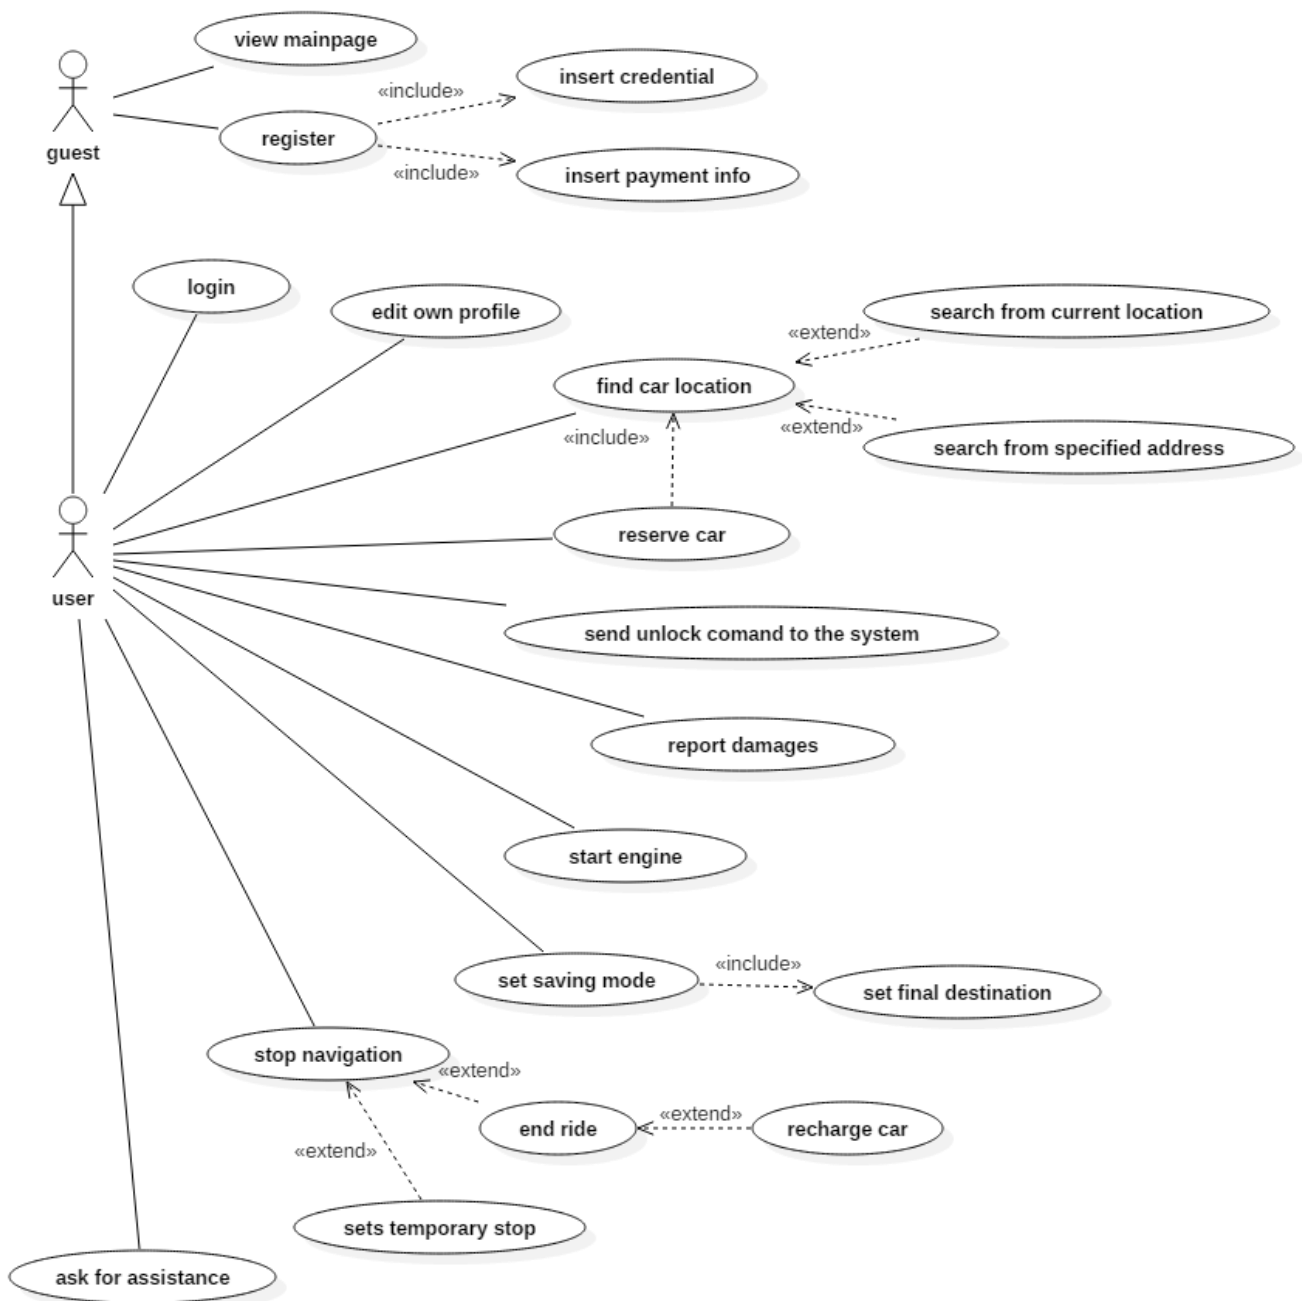 view mainpage
insert credential
«include»
register
guest
«include»
insert payment info
login
edit own profile
search from current location
«extend»
find car location
«extend»
«include»
search from specified address
reserve car
user
send unlock comand to the system
report damages
start engine
«include»
set saving mode
set final destination
stop navigation
«extend»
«extend»
end ride
recharge car
«extend»
sets temporary stop
ask for assistance